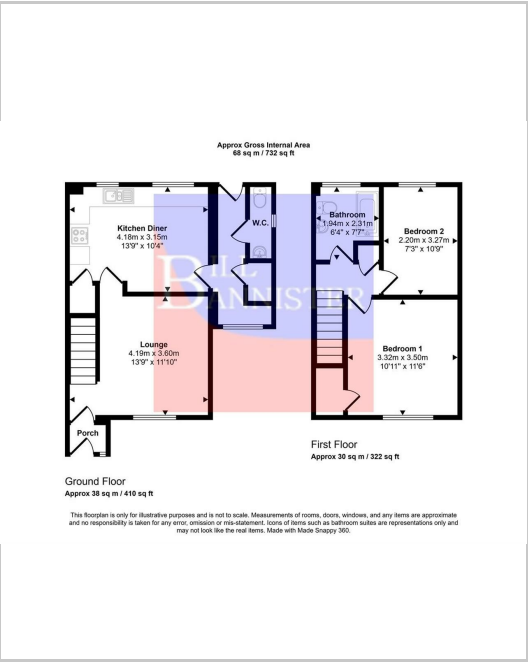 Approx Gross Internal Area
68 sq m / 732 sq ft
Kitchen Diner
4.18m x 3.15m
13'9" x 10'4"
W.C.
Bathroom
1.94m x 2.31m
6'4" x 7'7"
Bedroom 2
2.20m x 3.27m
7'3" x 10'9"
BILL
BANNISTER
Lounge
4.19m x 3.60m
13'9" x 11'10"
Bedroom 1
3.32m x 3.50m
10'11" x 11'6"
Porch
First Floor
Approx 30 sq m / 322 sq ft
Ground Floor
Approx 38 sq m / 410 sq ft
This floorplan is only for illustrative purposes and is not to scale. Measurements of rooms, doors, windows, and any items are approximate
and no responsibility is taken for any error, omission or mis-statement. Icons of items such as bathroom suites are representations only and
may not look like the real items. Made with Made Snappy 360.